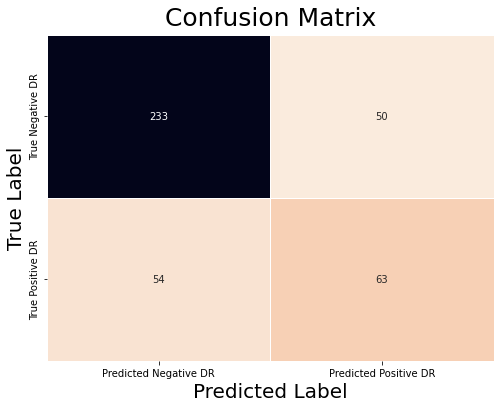 Confusion Matrix
True Label
True Negative DR
233
50
True Positive DR
54
63
Predicted Negative DR
Predicted Positive DR
Predicted Label